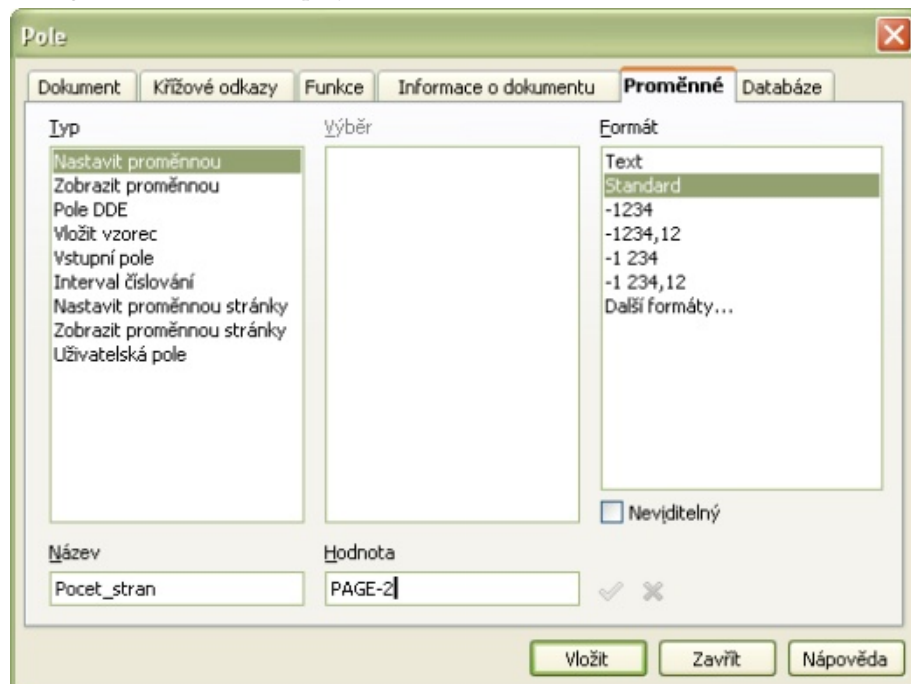 Pole
Dokument Křížové odkazy Funkce Informace o dokumentu Proměnné Databáze
Typ Výběr Formát
Nastavit proměnnou
Zobrazit proměnnou
Pole DDE
Vložit vzorec
Vstupní pole
Interval číslování
Nastavit proměnnou stránky
Zobrazit proměnnou stránky
Uživatelská pole
Text
Standard
-1234
-1234,12
-1 234
-1 234,12
Další formáty...
Neviditelný
Název Hodnota
Pocet_stran PAGE-2
Vložit Zavřít Nápověda